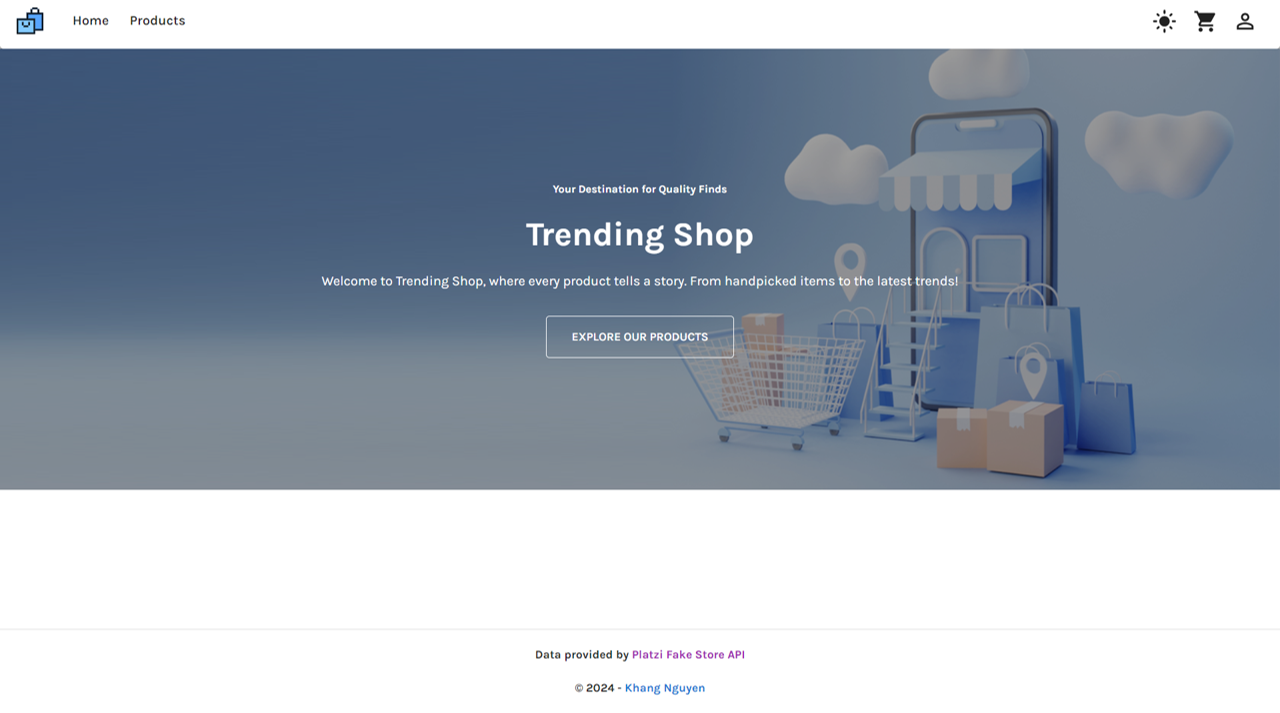 Home
Products
Your Destination for Quality Finds
Trending Shop
Welcome to Trending Shop, where every product tells a story. From handpicked items to the latest trends!
EXPLORE OUR PRODUCTS
Data provided by Platzi Fake Store API
© 2024 - Khang Nguyen